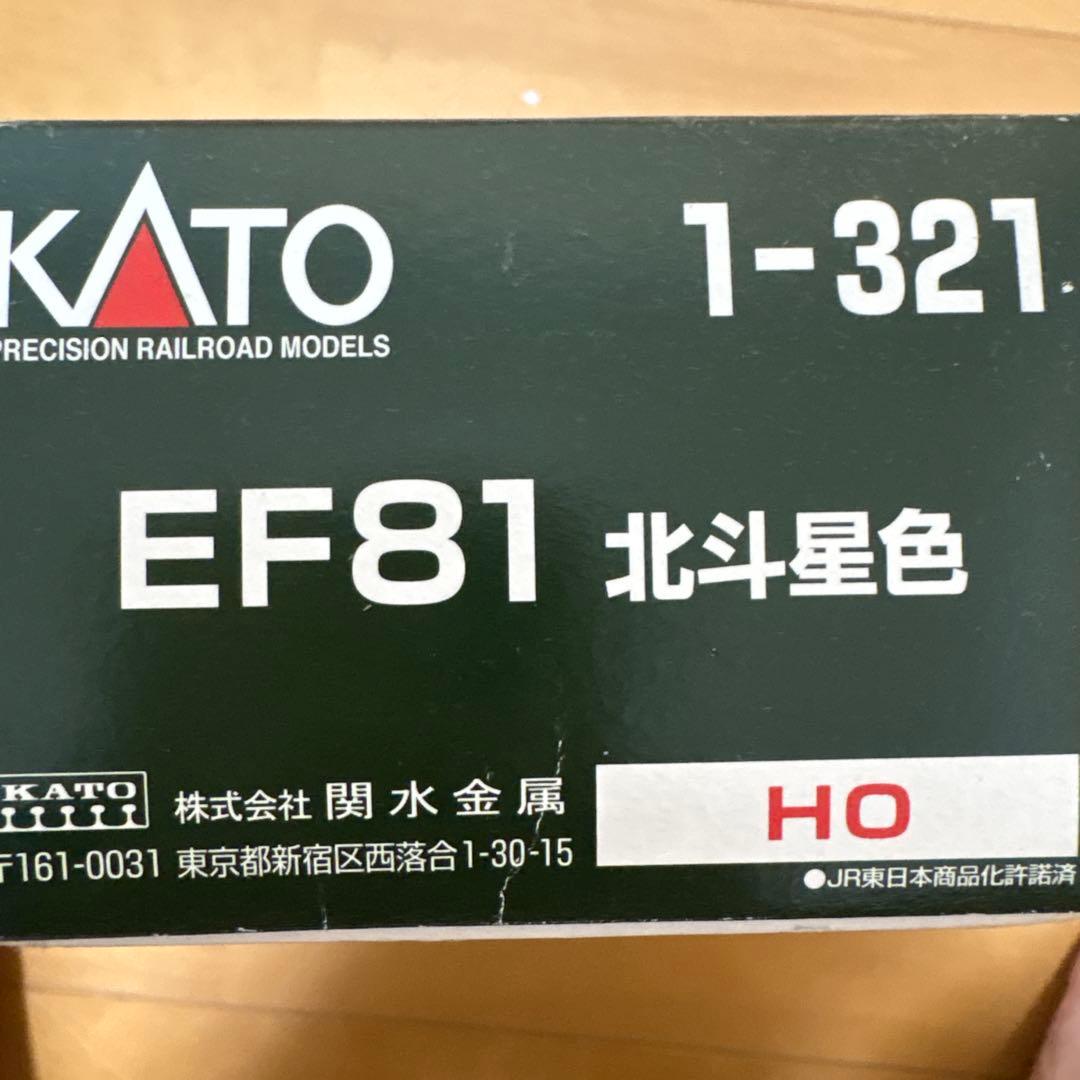 KATO
1-321
PRECISION RAILROAD MODELS
EF81 北斗星色
KATO
株式会社 関水金属
〒161-0031 東京都新宿区西落合1-30-15
HO
●JR東日本商品化許諾済